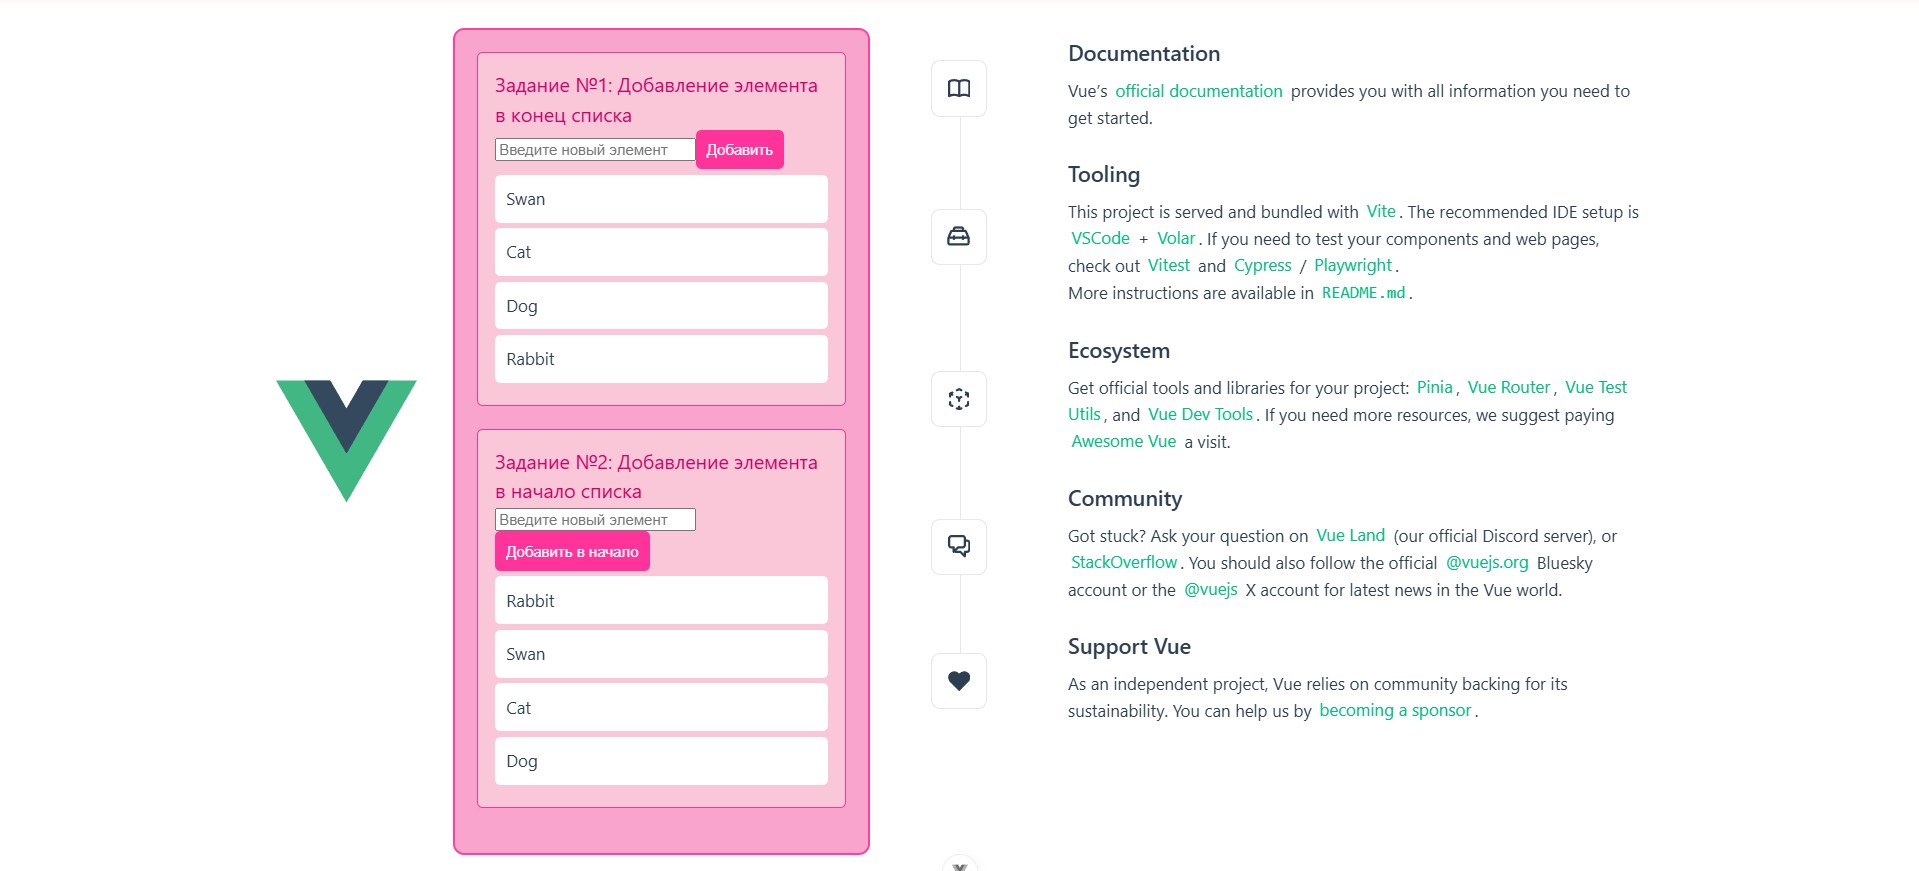 Задание №1: Добавление элемента
в конец списка
Введите новый элемент
Добавить
Swan
Cat
Dog
Rabbit
Задание №2: Добавление элемента
в начало списка
Введите новый элемент
Добавить в начало
Rabbit
Swan
Cat
Dog
Documentation
Vue’s official documentation provides you with all information you need to
get started.
Tooling
This project is served and bundled with Vite. The recommended IDE setup is
VSCode + Volar. If you need to test your components and web pages,
check out Vitest and Cypress / Playwright.
More instructions are available in README.md.
Ecosystem
Get official tools and libraries for your project: Pinia, Vue Router, Vue Test
Utils, and Vue Dev Tools. If you need more resources, we suggest paying
Awesome Vue a visit.
Community
Got stuck? Ask your question on Vue Land (our official Discord server), or
StackOverflow. You should also follow the official @vuejs.org Bluesky
account or the @vuejs X account for latest news in the Vue world.
Support Vue
As an independent project, Vue relies on community backing for its
sustainability. You can help us by becoming a sponsor.